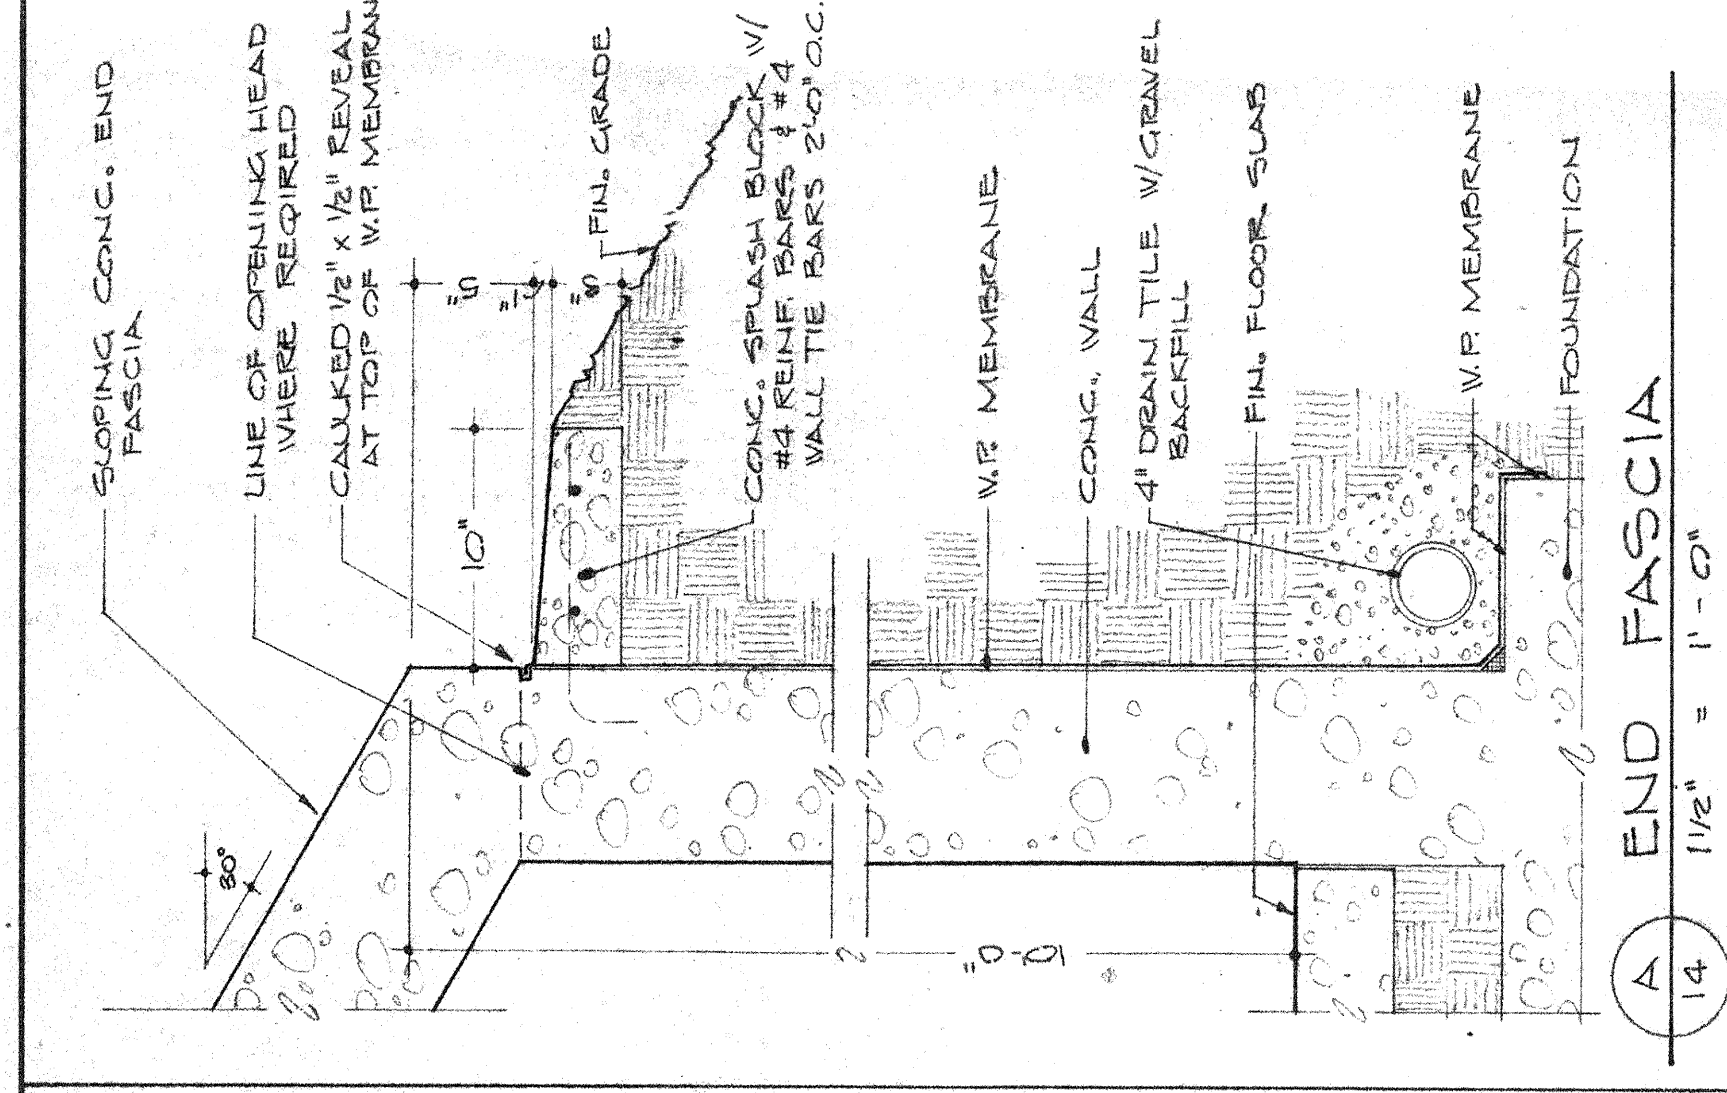 SLOPING CONC. END
FASCIA
LINE OF OPENING HEAD
WHERE REQIRED
CAULKED 1/2" x 1/2" REVEAL
AT TOP OF W.P. MEMBRAN
FIN. GRADE
CONC. SPLASH BLOCK W/
#4 REINF. BARS & #4
WALL TIE BARS 2'-0" O.C.
W.P. MEMBRANE
CONC. WALL
4" DRAIN TILE W/GRAVEL
BACKFILL
FIN. FLOOR SLAB
W.P. MEMBRANE
FOUNDATION
30°
10"
5"
1"
3"
10'-0"
A
14
END FASCIA
1 1/2" = 1'-0"